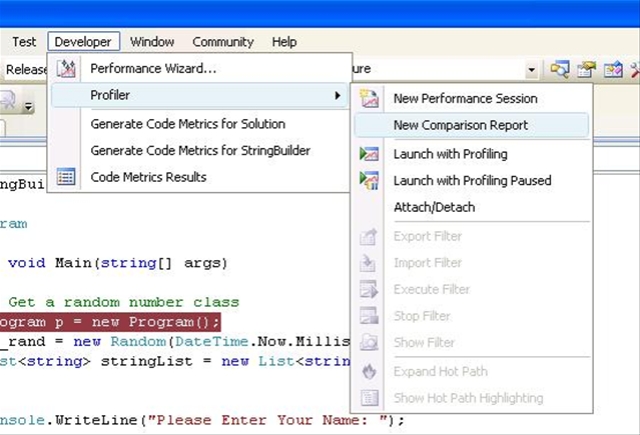 Test Developer Window Community Help
Release
ure
Performance Wizard...
Profiler
Generate Code Metrics for Solution
Generate Code Metrics for StringBuilder
Code Metrics Results
New Performance Session
New Comparison Report
Launch with Profiling
Launch with Profiling Paused
Attach/Detach
Export Filter
Import Filter
Execute Filter
Stop Filter
Show Filter
Expand Hot Path
Show Hot Path Highlighting
ngBui
ram
void Main(string[] args)
Get a random number class
ogram p = new Program();
_rand = new Random(DateTime.Now.Millis
st<string> stringList = new List<strin
nsole.WriteLine("Please Enter Your Name: ");